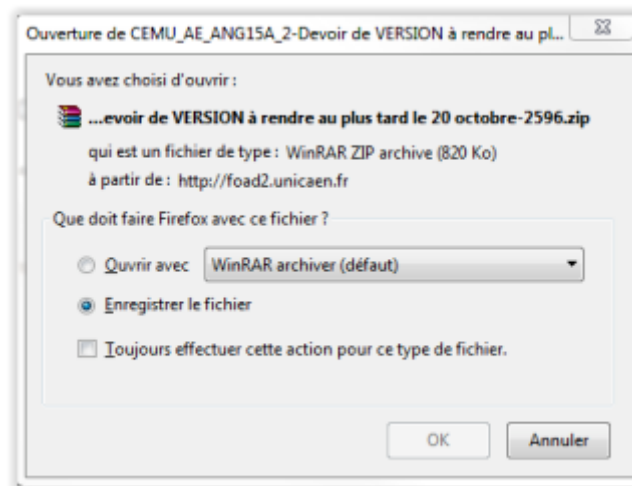 Ouverture de CEMU_AE_ANG15A_2-Devoir de VERSION à rendre au pl...
Vous avez choisi d'ouvrir :
...evoir de VERSION à rendre au plus tard le 20 octobre-2596.zip
qui est un fichier de type : WinRAR ZIP archive (820 Ko)
à partir de : http://foad2.unicaen.fr
Que doit faire Firefox avec ce fichier ?
Ouvrir avec WinRAR archiver (défaut)
Enregistrer le fichier
Toujours effectuer cette action pour ce type de fichier.
OK Annuler